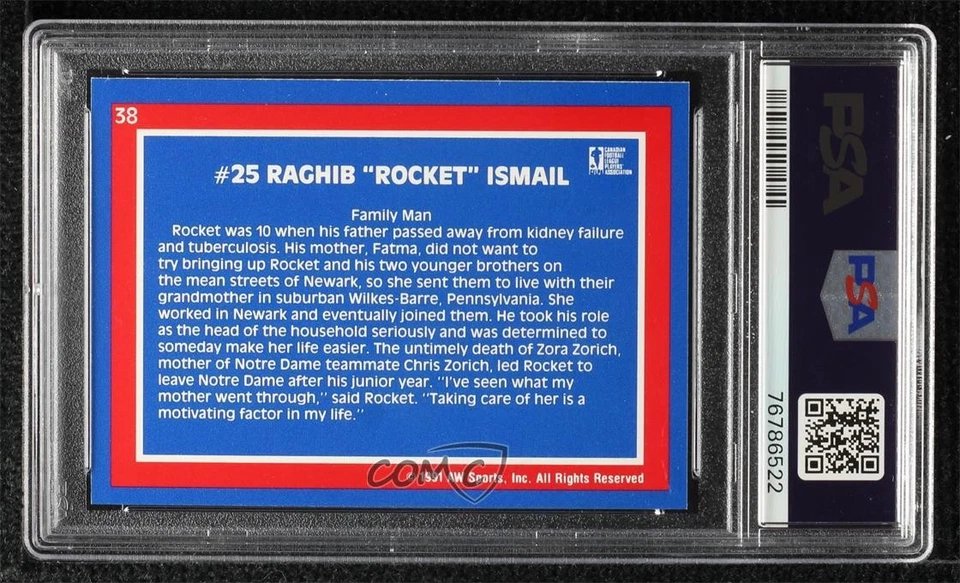 38
CANADIAN
FOOTBALL
LEAGUE
PLAYERS'
ASSOCIATION
#25 RAGHIB "ROCKET" ISMAIL
Family Man
Rocket was 10 when his father passed away from kidney failure
and tuberculosis. His mother, Fatma, did not want to
try bringing up Rocket and his two younger brothers on
the mean streets of Newark, so she sent them to live with their
grandmother in suburban Wilkes-Barre, Pennsylvania. She
worked in Newark and eventually joined them. He took his role
as the head of the household seriously and was determined to
someday make her life easier. The untimely death of Zora Zorich,
mother of Notre Dame teammate Chris Zorich, led Rocket to
leave Notre Dame after his junior year. "I've seen what my
mother went through," said Rocket. "Taking care of her is a
motivating factor in my life."
© 1991 AW Sports, Inc. All Rights Reserved
COMC
PSA
PSA
76786522